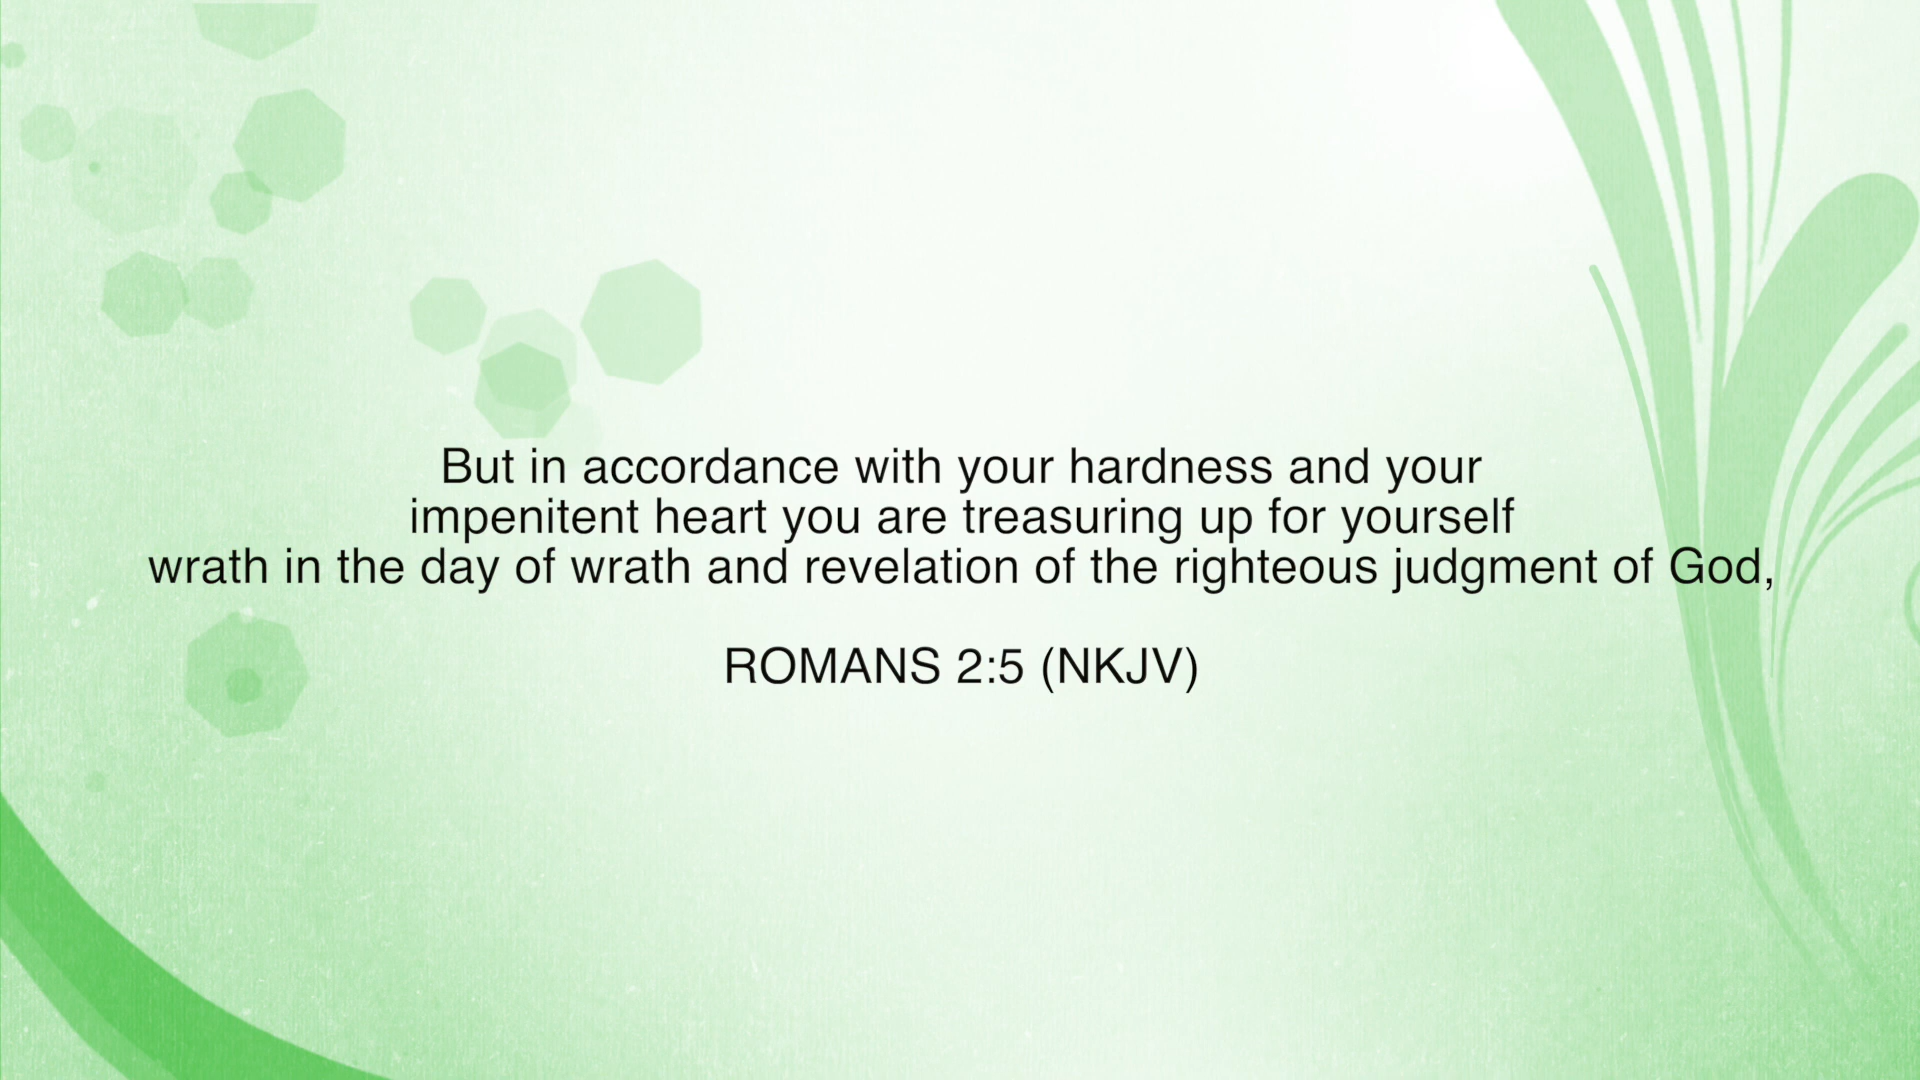 But in accordance with your hardness and your
impenitent heart you are treasuring up for yourself
wrath in the day of wrath and revelation of the righteous judgment of God,
ROMANS 2:5 (NKJV)